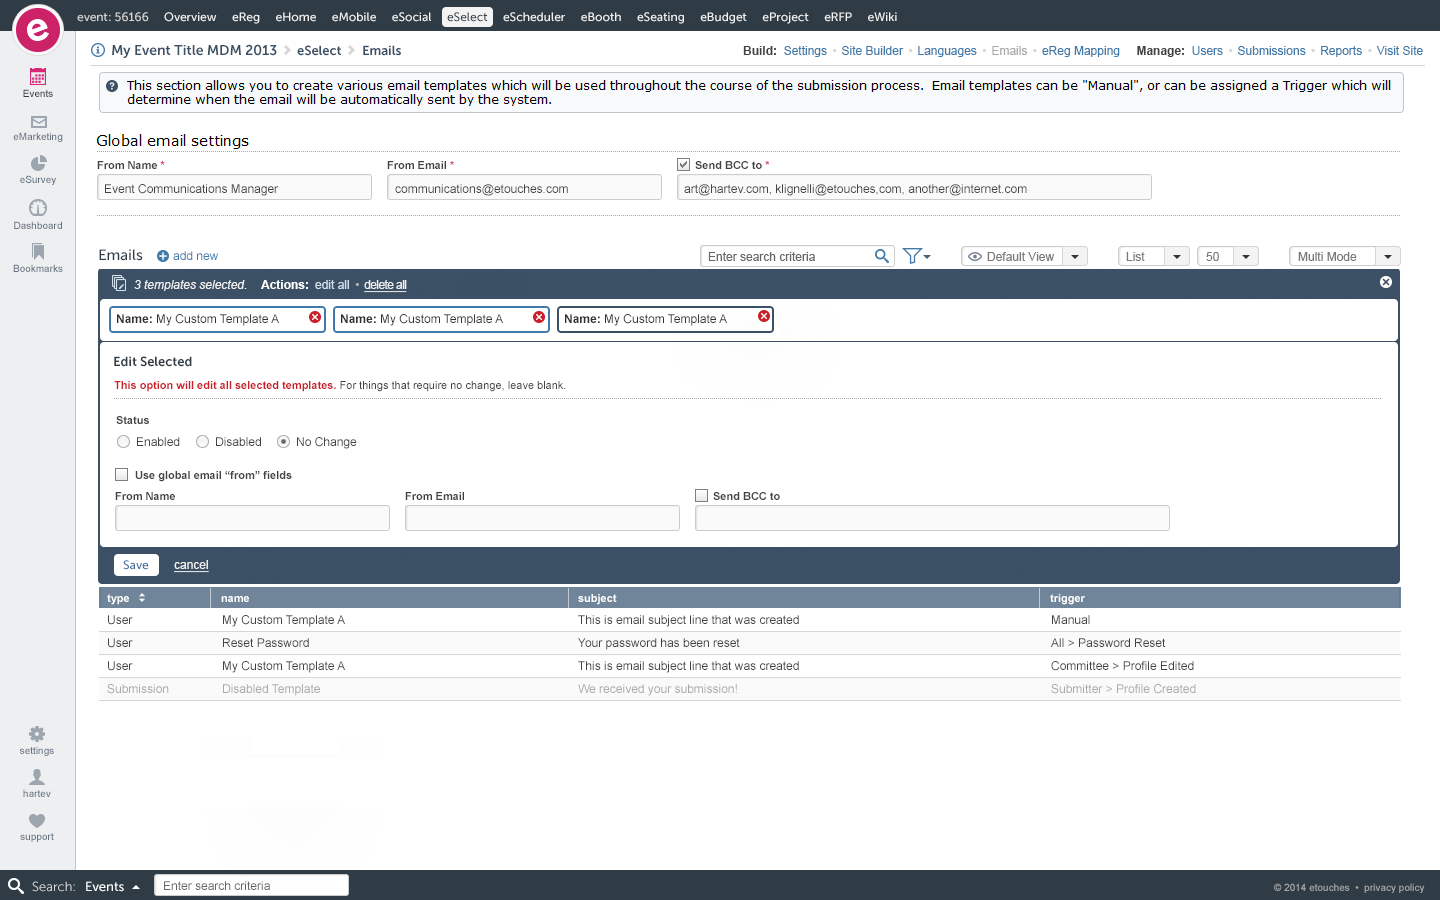 event: 56166 Overview eReg eHome eMobile eSocial eSelect eScheduler eBooth eSeating eBudget eProject eRFP eWiki
e
My Event Title MDM 2013 > eSelect > Emails
Build: Settings • Site Builder • Languages • Emails • eReg Mapping Manage: Users • Submissions • Reports • Visit Site
Events
eMarketing
eSurvey
Dashboard
Bookmarks
settings
hartev
support
This section allows you to create various email templates which will be used throughout the course of the submission process. Email templates can be "Manual", or can be assigned a Trigger which will
determine when the email will be automatically sent by the system.
Global email settings
From Name * From Email * Send BCC to *
Event Communications Manager communications@etouches.com art@hartev.com, klignelli@etouches,com, another@internet.com
Emails add new Enter search criteria Default View List 50 Multi Mode
3 templates selected. Actions: edit all • delete all
Name: My Custom Template A Name: My Custom Template A Name: My Custom Template A
Edit Selected
This option will edit all selected templates. For things that require no change, leave blank.
Status
Enabled Disabled No Change
Use global email “from” fields
From Name From Email Send BCC to
Save cancel
type name subject trigger
User My Custom Template A This is email subject line that was created Manual
User Reset Password Your password has been reset All > Password Reset
User My Custom Template A This is email subject line that was created Committee > Profile Edited
Submission Disabled Template We received your submission! Submitter > Profile Created
Search: Events Enter search criteria © 2014 etouches • privacy policy